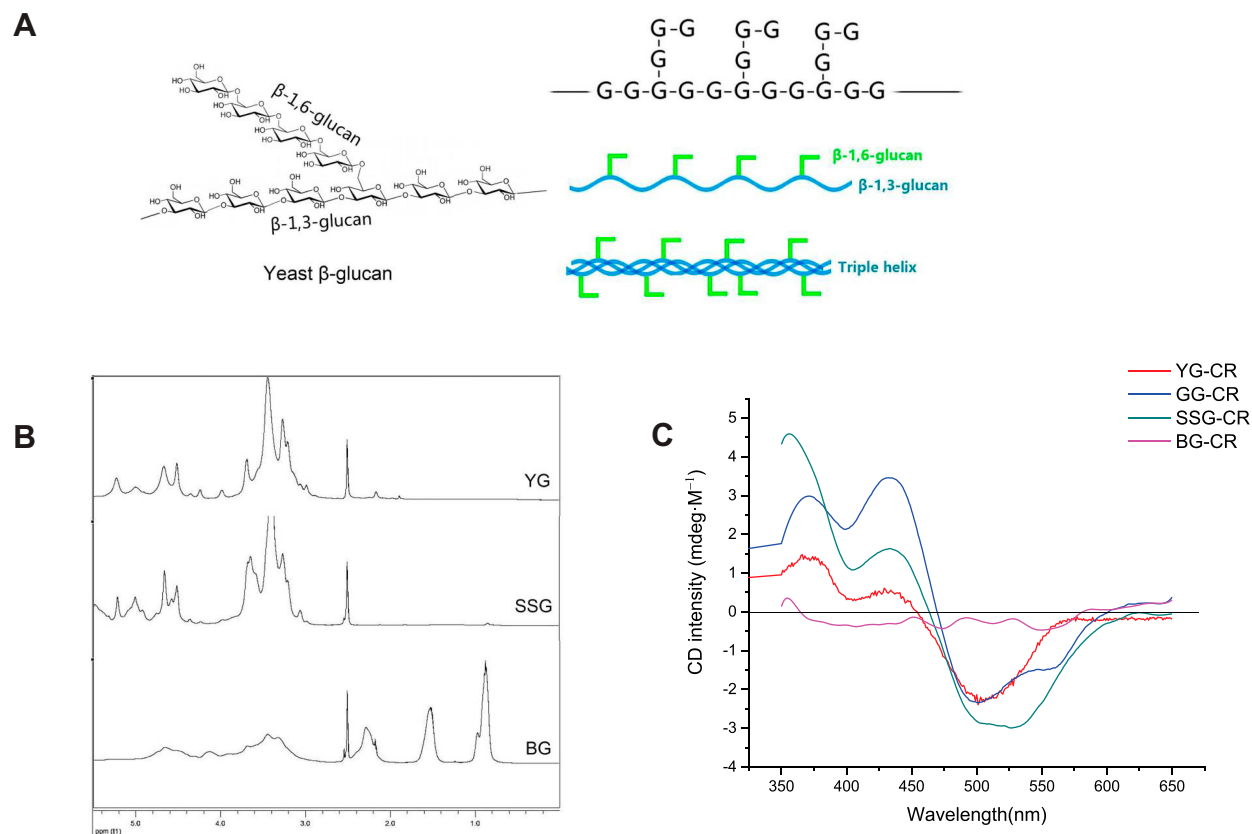 A
G-G G-G G-G
G G G
G-G-G-G-G-G-G-G-G-G-G
β-1,6-glucan
β-1,3-glucan
Yeast β-glucan
β-1,6-glucan
β-1,3-glucan
Triple helix
B
YG
SSG
BG
5.0 4.0 3.0 2.0 1.0
ppm (t1)
C
YG-CR
GG-CR
SSG-CR
BG-CR
CD intensity (mdeg·M⁻¹)
5
4
3
2
1
0
-1
-2
-3
-4
350 400 450 500 550 600 650
Wavelength(nm)